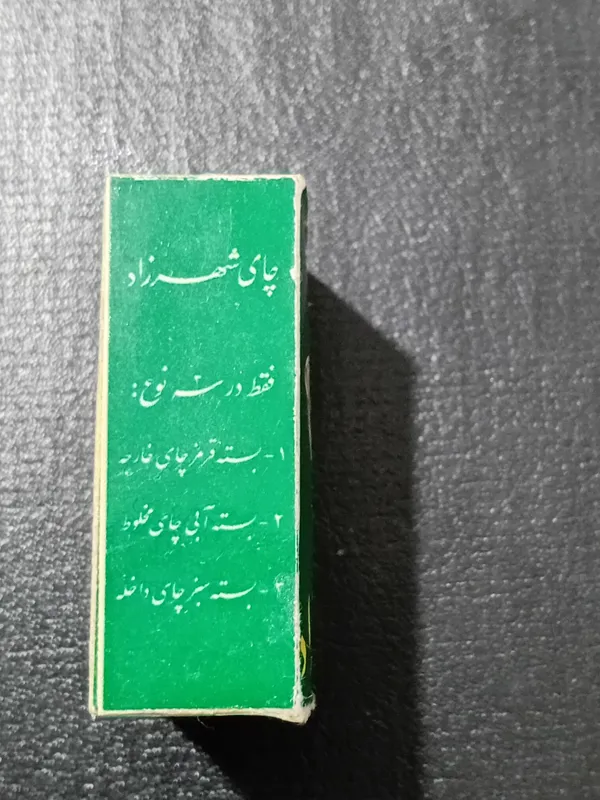 چای شهرزاد
فقط در سه نوع:
۱- بسته قرمز چای خارجه
۲- بسته آبی چای مخلوط
۳- بسته سبز چای داخله